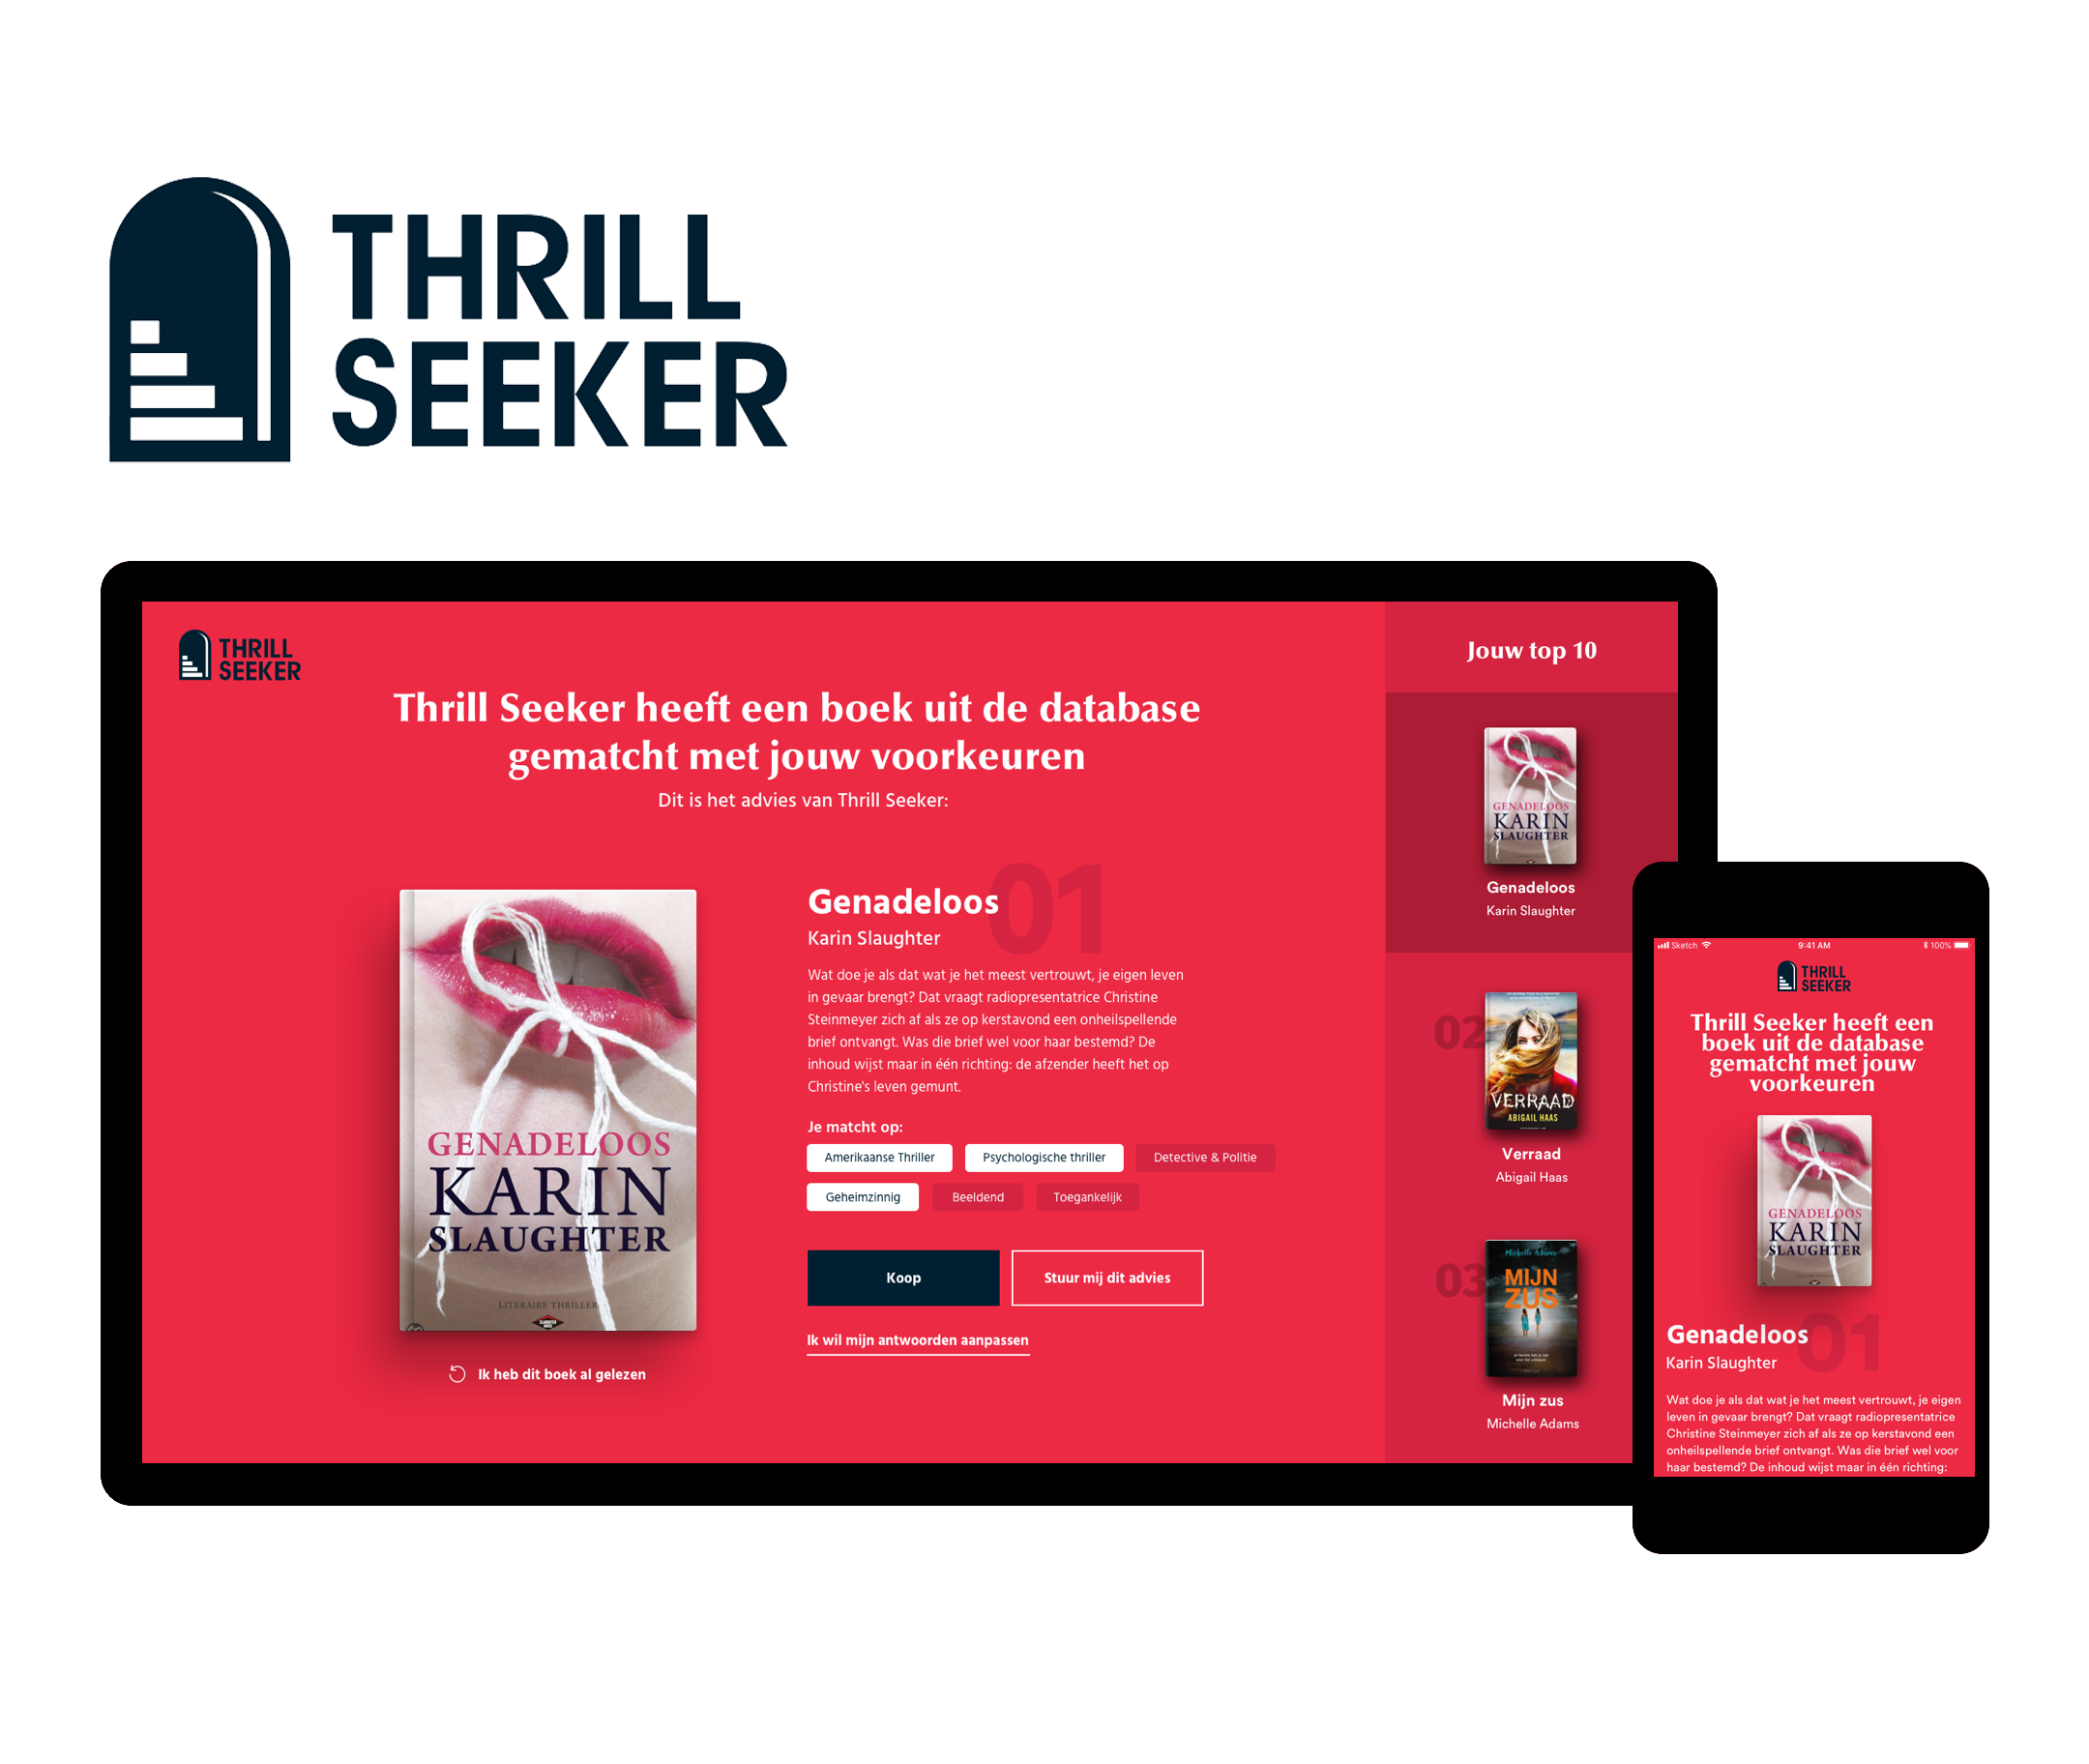 THRILL
SEEKER
THRILL
SEEKER
Thrill Seeker heeft een boek uit de database
gematcht met jouw voorkeuren
Dit is het advies van Thrill Seeker:
GENADELOOS
KARIN
SLAUGHTER
LITERAIRE THRILLER
Ik heb dit boek al gelezen
01
Genadeloos
Karin Slaughter
Wat doe je als dat wat je het meest vertrouwt, je eigen leven
in gevaar brengt? Dat vraagt radiopresentatrice Christine
Steinmeyer zich af als ze op kerstavond een onheilspellende
brief ontvangt. Was die brief wel voor haar bestemd? De
inhoud wijst maar in één richting: de afzender heeft het op
Christine's leven gemunt.
Je matcht op:
Amerikaanse Thriller Psychologische thriller Detective & Politie
Geheimzinnig Beeldend Toegankelijk
Koop Stuur mij dit advies
Ik wil mijn antwoorden aanpassen
Jouw top 10
GENADELOOS
KARIN
SLAUGHTER
Genadeloos
Karin Slaughter
02
VERRAAD
ABIGAIL HAAS
Verraad
Abigail Haas
03
Michelle Adams
MIJN
ZUS
Mijn zus
Michelle Adams
Sketch 9:41 AM 100%
THRILL
SEEKER
Thrill Seeker heeft een
boek uit de database
gematcht met jouw
voorkeuren
GENADELOOS
KARIN
SLAUGHTER
01
Genadeloos
Karin Slaughter
Wat doe je als dat wat je het meest vertrouwt, je eigen
leven in gevaar brengt? Dat vraagt radiopresentatrice
Christine Steinmeyer zich af als ze op kerstavond een
onheilspellende brief ontvangt. Was die brief wel voor
haar bestemd? De inhoud wijst maar in één richting: